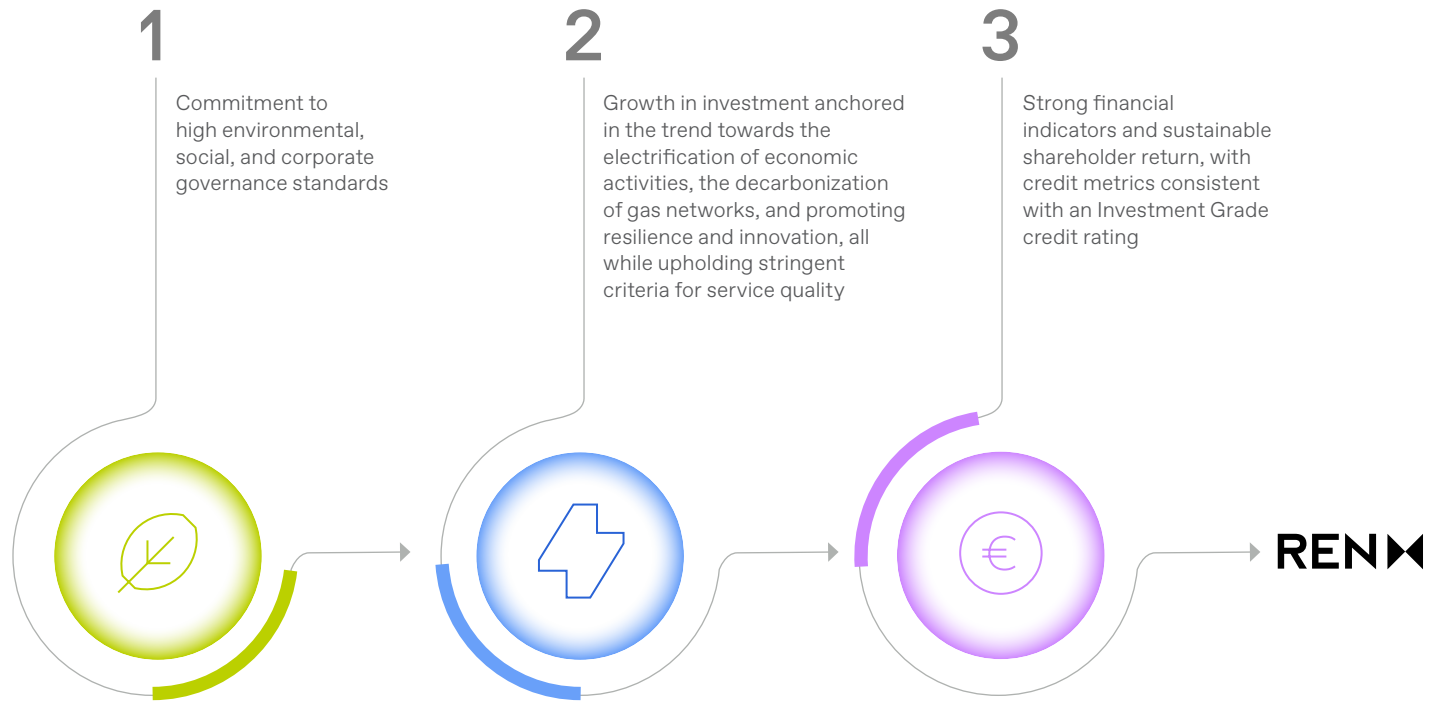 1
Commitment to
high environmental,
social, and corporate
governance standards
2
Growth in investment anchored
in the trend towards the
electrification of economic
activities, the decarbonization
of gas networks, and promoting
resilience and innovation, all
while upholding stringent
criteria for service quality
3
Strong financial
indicators and sustainable
shareholder return, with
credit metrics consistent
with an Investment Grade
credit rating
€
REN